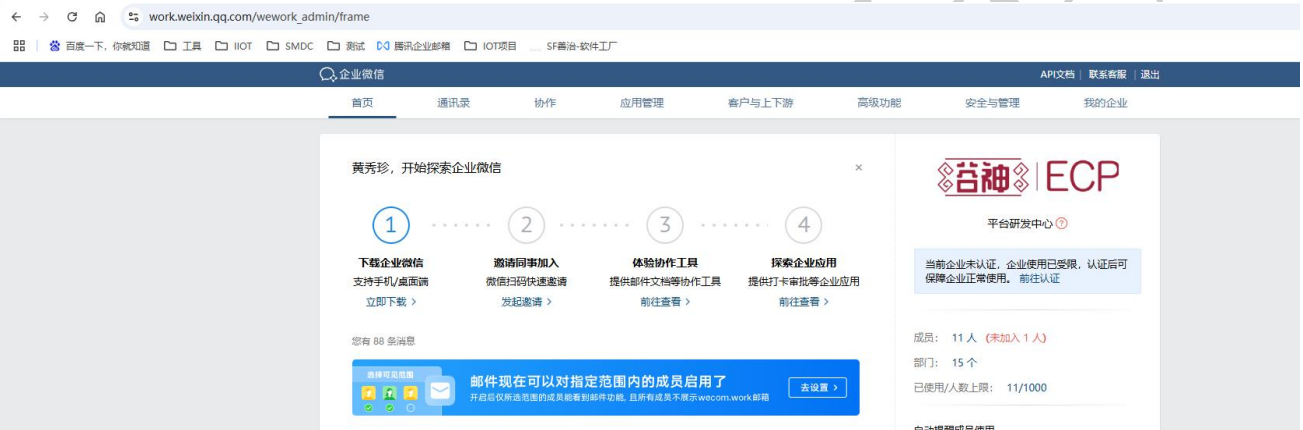 work.weixin.qq.com/wework_admin/frame
百度一下，你就知道 工具 IIOT SMDC 测试 腾讯企业邮箱 IOT项目 SF善治-软件工厂
企业微信 API文档 | 联系客服 | 退出
首页 通讯录 协作 应用管理 客户与上下游 高级功能 安全与管理 我的企业
黄秀珍，开始探索企业微信 ×
1 2 3 4
下载企业微信 邀请同事加入 体验协作工具 探索企业应用
支持手机/桌面端 微信扫码快速邀请 提供邮件文档等协作工具 提供打卡审批等企业应用
立即下载 发起邀请 前往查看 前往查看
您有 88 条消息
选择可见范围
邮件现在可以对指定范围内的成员启用了
开启后仅所选范围的成员能看到邮件功能, 且所有成员不展示wecom.work邮箱
去设置
谷神 ECP
平台研发中心
当前企业未认证，企业使用已受限，认证后可
保障企业正常使用。 前往认证
成员： 11 人 (未加入 1 人)
部门： 15 个
已使用/人数上限： 11/1000